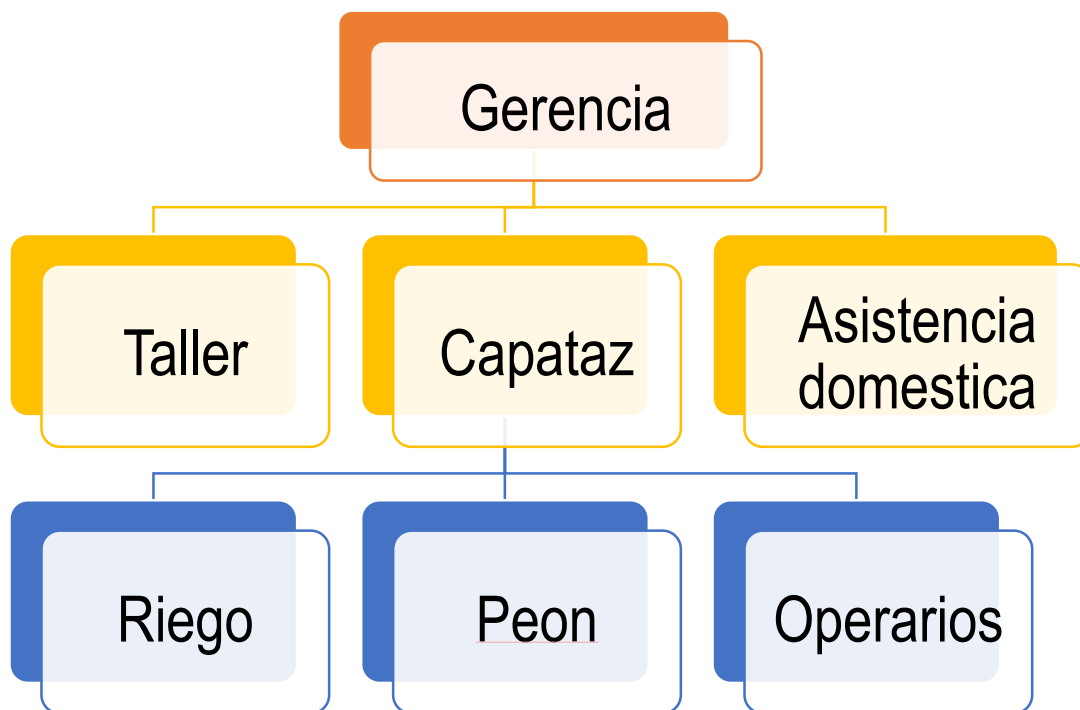 Gerencia
Taller
Capataz
Asistencia
domestica
Riego
Peon
Operarios